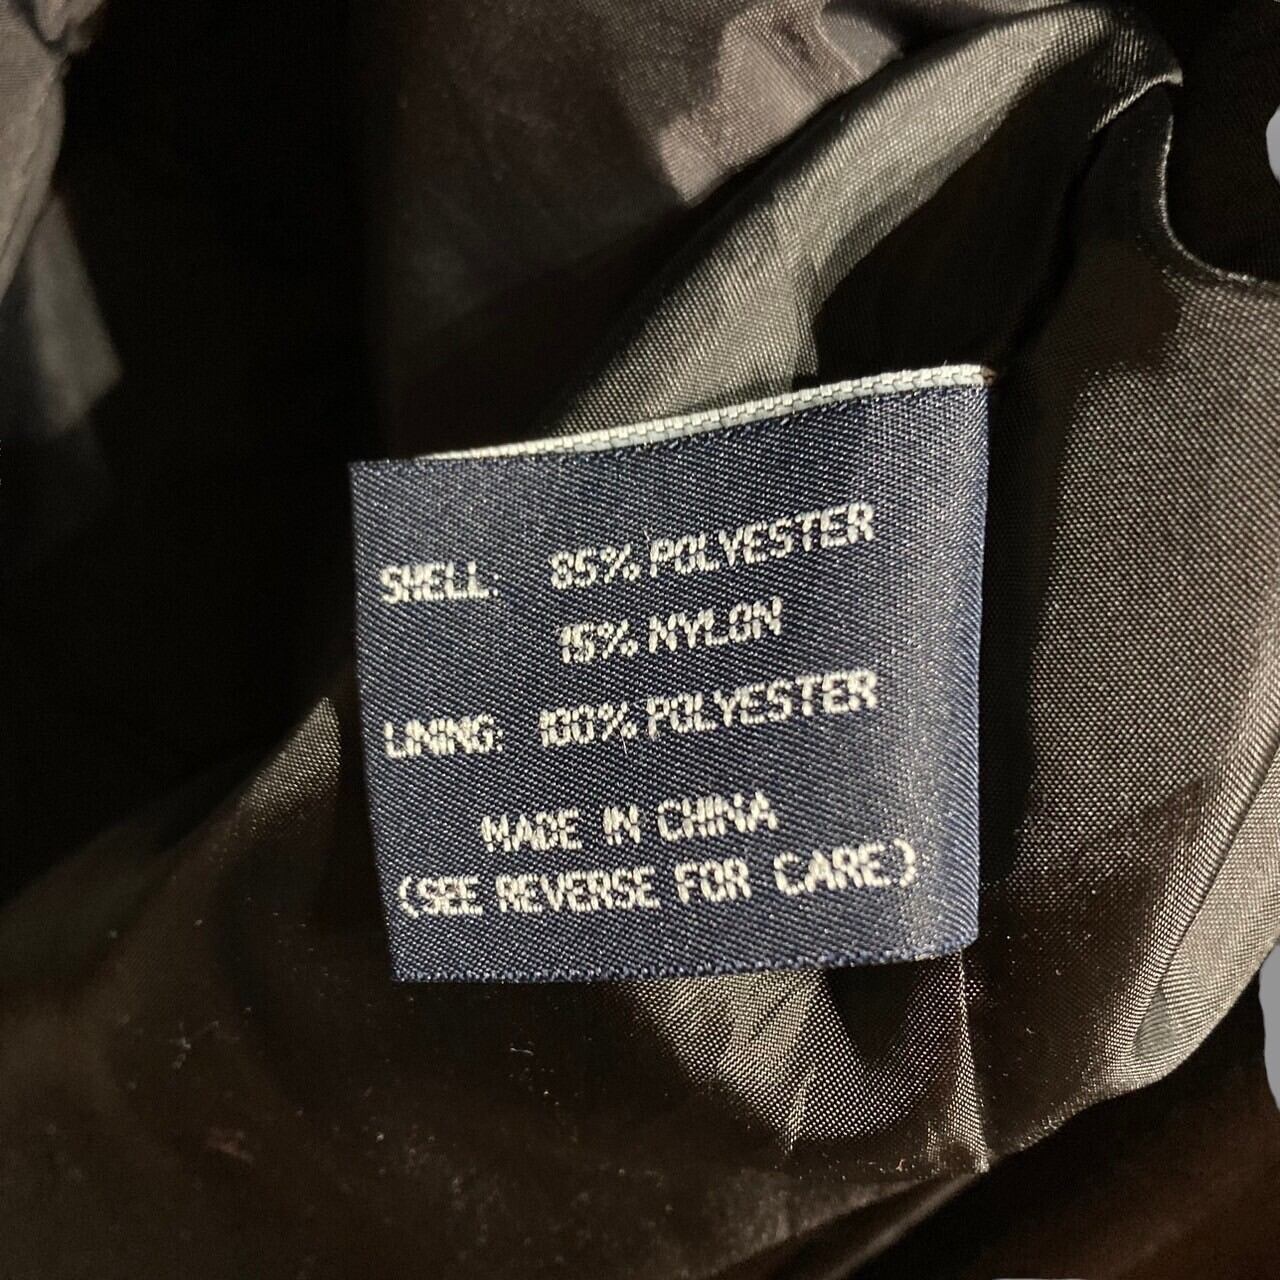 SHELL: 85% POLYESTER
15% NYLON
LINING: 100% POLYESTER
MADE IN CHINA
(SEE REVERSE FOR CARE)